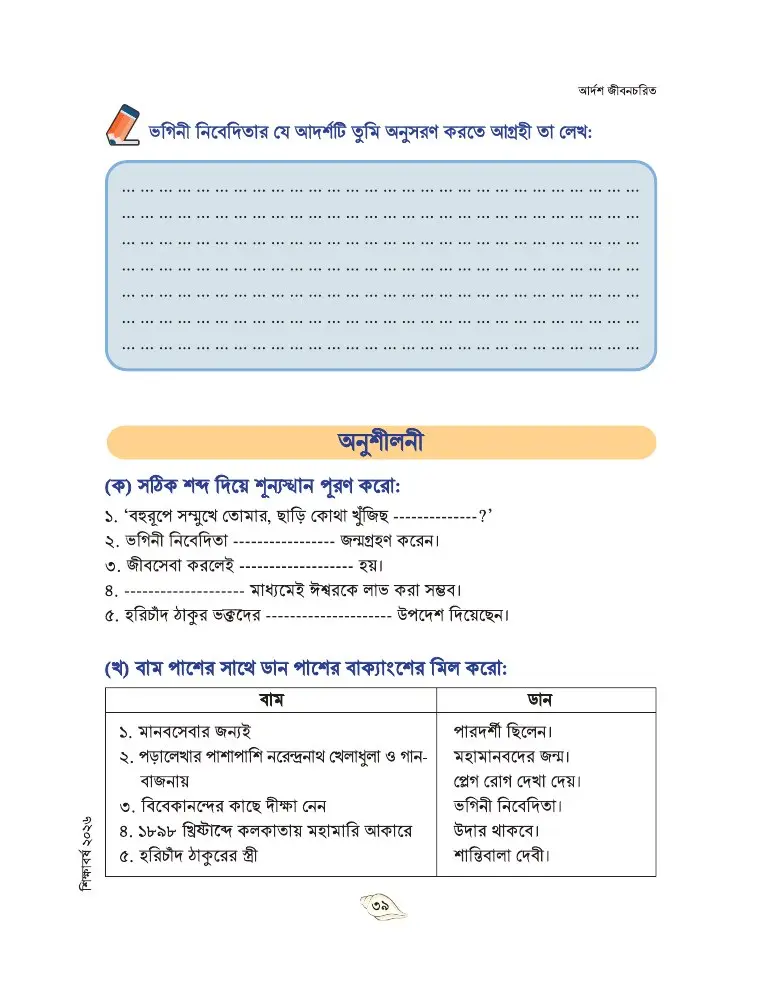 আর্দশ জীবনচরিত
ভগিনী নিবেদিতার যে আদর্শটি তুমি অনুসরণ করতে আগ্রহী তা লেখ:
... ... ... ... ... ... ... ... ... ... ... ... ... ... ... ... ... ... ... ... ... ... ... ... ... ... ... ...
... ... ... ... ... ... ... ... ... ... ... ... ... ... ... ... ... ... ... ... ... ... ... ... ... ... ... ...
... ... ... ... ... ... ... ... ... ... ... ... ... ... ... ... ... ... ... ... ... ... ... ... ... ... ... ...
... ... ... ... ... ... ... ... ... ... ... ... ... ... ... ... ... ... ... ... ... ... ... ... ... ... ... ...
... ... ... ... ... ... ... ... ... ... ... ... ... ... ... ... ... ... ... ... ... ... ... ... ... ... ... ...
... ... ... ... ... ... ... ... ... ... ... ... ... ... ... ... ... ... ... ... ... ... ... ... ... ... ... ...
... ... ... ... ... ... ... ... ... ... ... ... ... ... ... ... ... ... ... ... ... ... ... ... ... ... ... ...
অনুশীলনী
(ক) সঠিক শব্দ দিয়ে শূন্যস্থান পূরণ করো:
১. ‘বহুরূপে সম্মুখে তোমার, ছাড়ি কোথা খুঁজিছ --------------?’
২. ভগিনী নিবেদিতা ----------------- জন্মগ্রহণ করেন।
৩. জীবসেবা করলেই ------------------- হয়।
৪. -------------------- মাধ্যমেই ঈশ্বরকে লাভ করা সম্ভব।
৫. হরিচাঁদ ঠাকুর ভক্তদের --------------------- উপদেশ দিয়েছেন।
(খ) বাম পাশের সাথে ডান পাশের বাক্যাংশের মিল করো:
বাম ডান
১. মানবসেবার জন্যই পারদর্শী ছিলেন।
২. পড়ালেখার পাশাপাশি নরেন্দ্রনাথ খেলাধুলা ও গান- মহামানবদের জন্ম।
বাজনায় প্লেগ রোগ দেখা দেয়।
৩. বিবেকানন্দের কাছে দীক্ষা নেন ভগিনী নিবেদিতা।
৪. ১৮৯৮ খ্রিষ্টাব্দে কলকাতায় মহামারি আকারে উদার থাকবে।
৫. হরিচাঁদ ঠাকুরের স্ত্রী শান্তিবালা দেবী।
শিক্ষাবর্ষ ২০২৬
৩৯